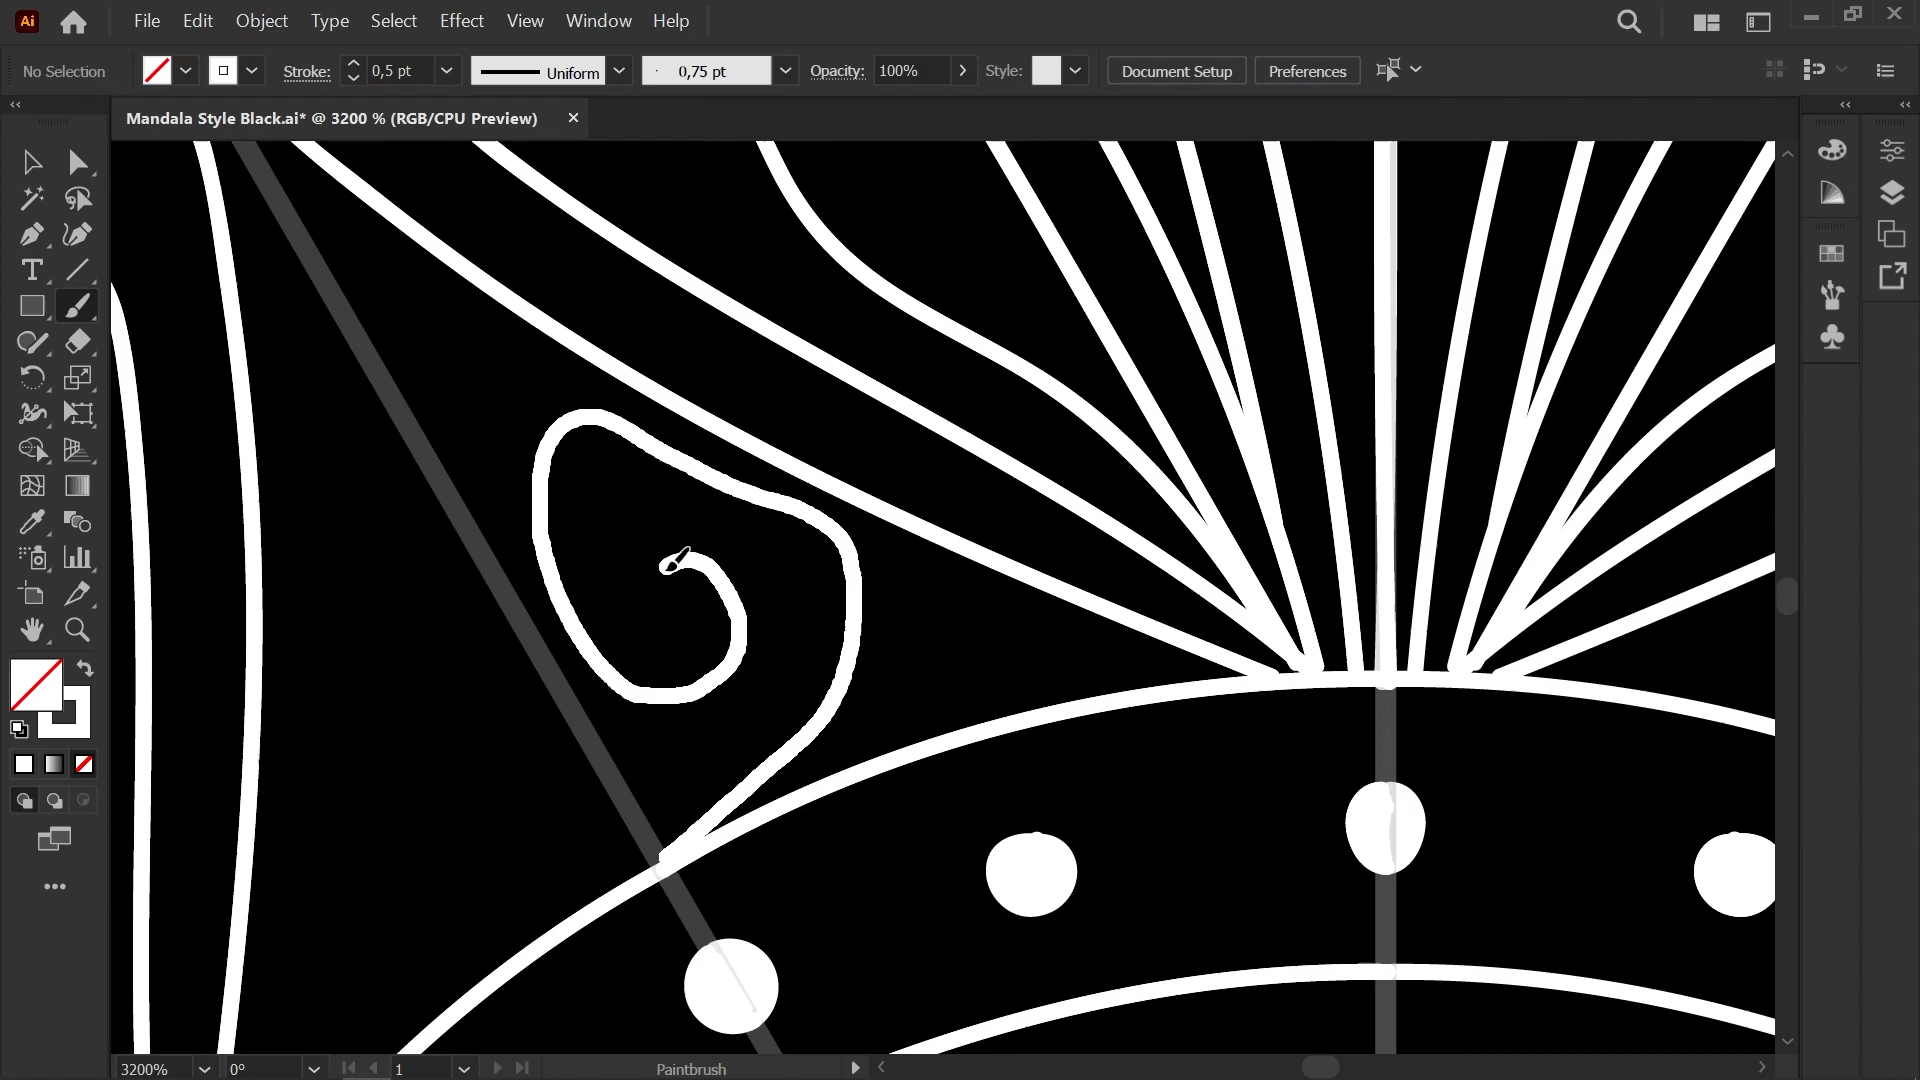 Ai File Edit Object Type Select Effect View Window Help
No Selection Stroke: 0,5 pt Uniform 0,75 pt Opacity: 100% Style: Document Setup Preferences
Mandala Style Black.ai* @ 3200 % (RGB/CPU Preview)
3200% 0° 1 Paintbrush